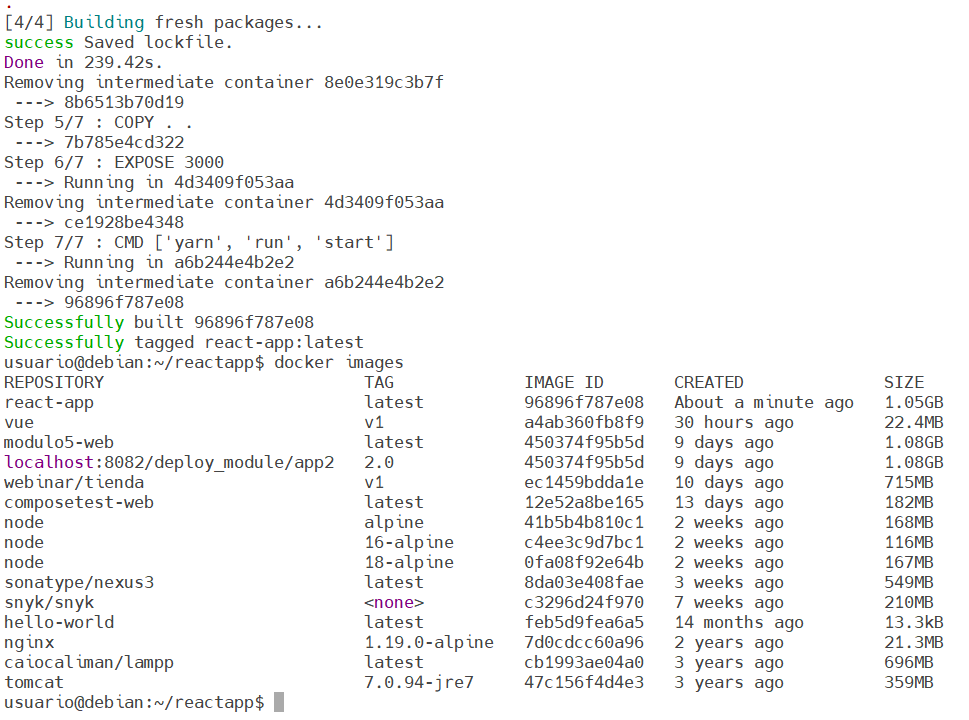 .
[4/4] Building fresh packages...
success Saved lockfile.
Done in 239.42s.
Removing intermediate container 8e0e319c3b7f
 ---> 8b6513b70d19
Step 5/7 : COPY . .
 ---> 7b785e4cd322
Step 6/7 : EXPOSE 3000
 ---> Running in 4d3409f053aa
Removing intermediate container 4d3409f053aa
 ---> ce1928be4348
Step 7/7 : CMD ['yarn', 'run', 'start']
 ---> Running in a6b244e4b2e2
Removing intermediate container a6b244e4b2e2
 ---> 96896f787e08
Successfully built 96896f787e08
Successfully tagged react-app:latest
usuario@debian:~/reactapp$ docker images
REPOSITORY                          TAG             IMAGE ID       CREATED              SIZE
react-app                           latest          96896f787e08   About a minute ago   1.05GB
vue                                 v1              a4ab360fb8f9   30 hours ago         22.4MB
modulo5-web                         latest          450374f95b5d   9 days ago           1.08GB
localhost:8082/deploy_module/app2   2.0             450374f95b5d   9 days ago           1.08GB
webinar/tienda                      v1              ec1459bdda1e   10 days ago          715MB
composetest-web                     latest          12e52a8be165   13 days ago          182MB
node                                alpine          41b5b4b810c1   2 weeks ago          168MB
node                                16-alpine       c4ee3c9d7bc1   2 weeks ago          116MB
node                                18-alpine       0fa08f92e64b   2 weeks ago          167MB
sonatype/nexus3                     latest          8da03e408fae   3 weeks ago          549MB
snyk/snyk                           <none>          c3296d24f970   7 weeks ago          210MB
hello-world                         latest          feb5d9fea6a5   14 months ago        13.3kB
nginx                               1.19.0-alpine   7d0cdcc60a96   2 years ago          21.3MB
caiocaliman/lampp                   latest          cb1993ae04a0   3 years ago          696MB
tomcat                              7.0.94-jre7     47c156f4d4e3   3 years ago          359MB
usuario@debian:~/reactapp$